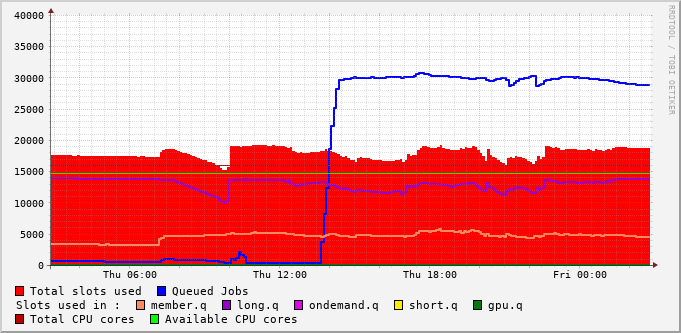 40000
35000
30000
25000
20000
15000
10000
5000
0
Thu 06:00 Thu 12:00 Thu 18:00 Fri 00:00
RRDTOOL / TOBI OETIKER
Total slots used Queued Jobs
Slots used in : member.q long.q ondemand.q short.q gpu.q
Total CPU cores Available CPU cores